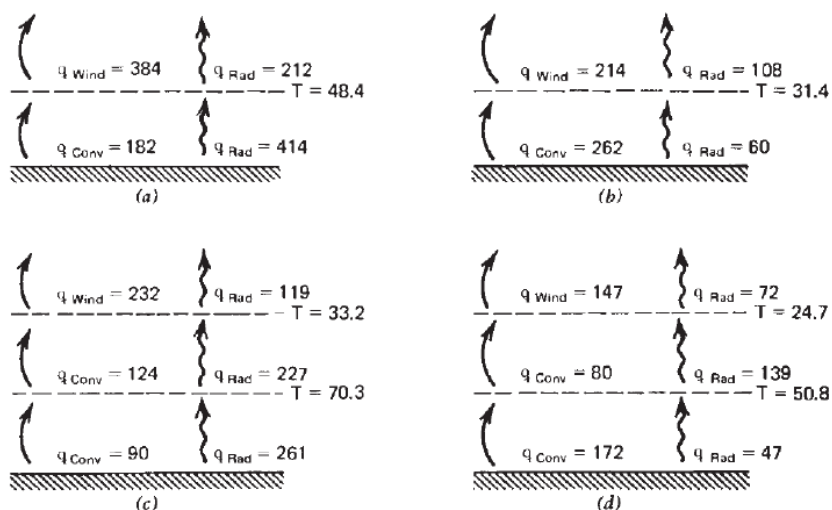 q Wind = 384 q Rad = 212
T = 48.4
q Conv = 182 q Rad = 414
(a)
q Wind = 214 q Rad = 108
T = 31.4
q Conv = 262 q Rad = 60
(b)
q Wind = 232 q Rad = 119
T = 33.2
q Conv = 124 q Rad = 227
T = 70.3
q Conv = 90 q Rad = 261
(c)
q Wind = 147 q Rad = 72
T = 24.7
q Conv = 80 q Rad = 139
T = 50.8
q Conv = 172 q Rad = 47
(d)